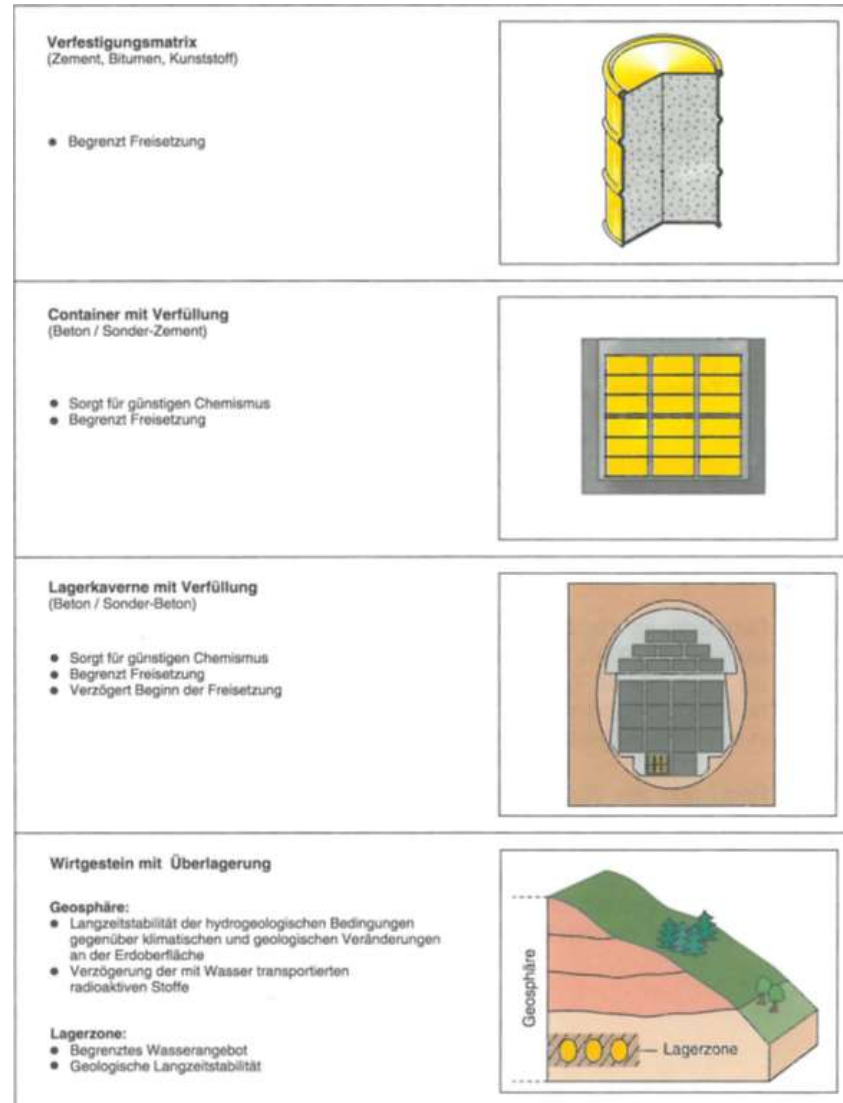 Verfestigungsmatrix
(Zement, Bitumen, Kunststoff)
● Begrenzt Freisetzung
Container mit Verfüllung
(Beton / Sonder-Zement)
● Sorgt für günstigen Chemismus
● Begrenzt Freisetzung
Lagerkaverne mit Verfüllung
(Beton / Sonder-Beton)
● Sorgt für günstigen Chemismus
● Begrenzt Freisetzung
● Verzögert Beginn der Freisetzung
Wirtgestein mit Überlagerung
Geosphäre:
● Langzeitstabilität der hydrogeologischen Bedingungen
gegenüber klimatischen und geologischen Veränderungen
an der Erdoberfläche
● Verzögerung der mit Wasser transportierten
radioaktiven Stoffe
Lagerzone:
● Begrenztes Wasserangebot
● Geologische Langzeitstabilität
Geosphäre
Lagerzone